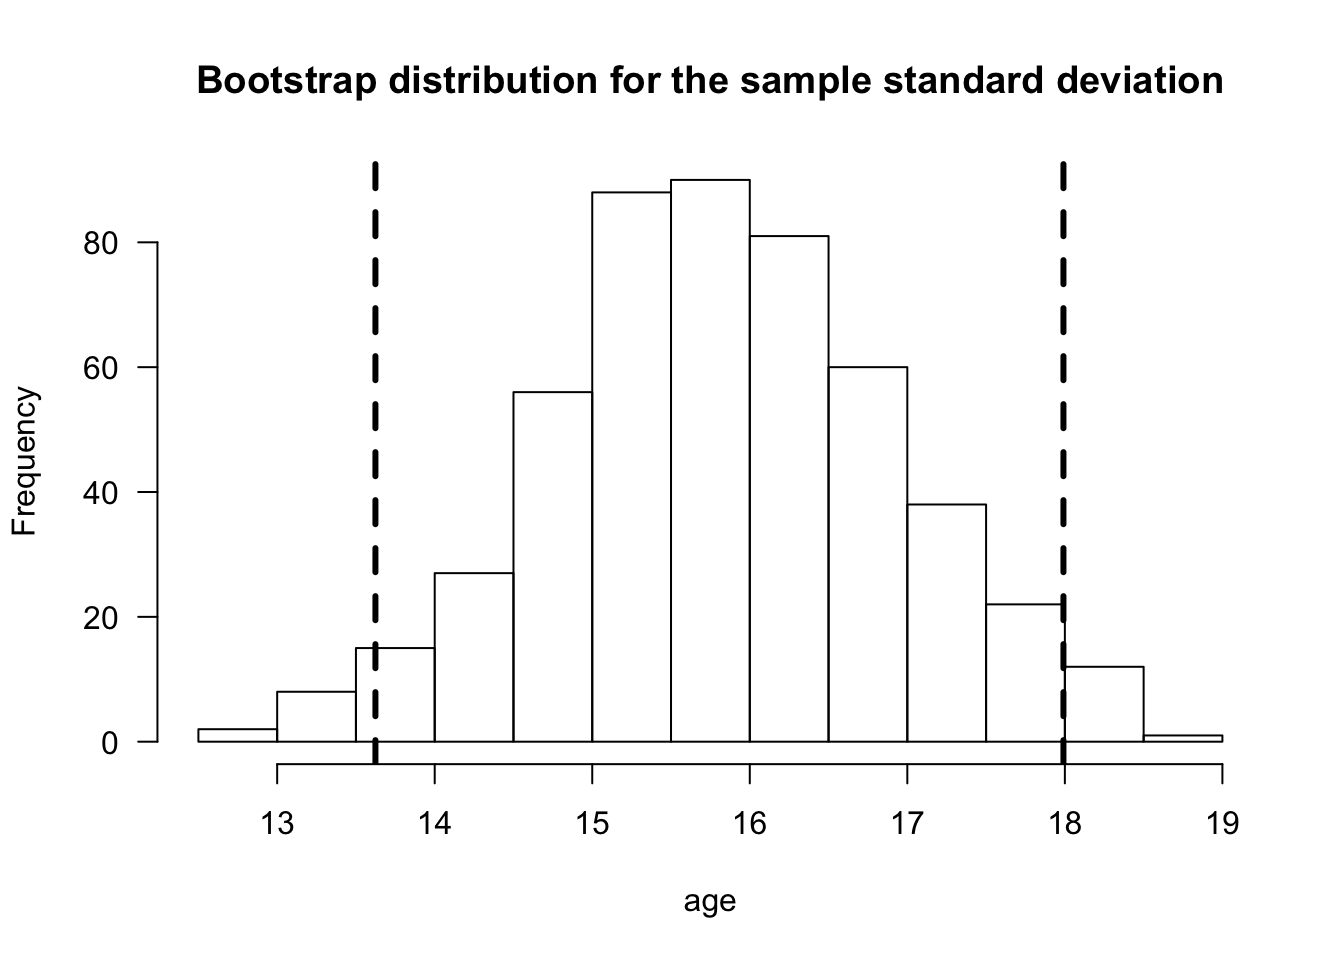 Bootstrap distribution for the sample standard deviation
Frequency
80
60
40
20
0
13 14 15 16 17 18 19
age